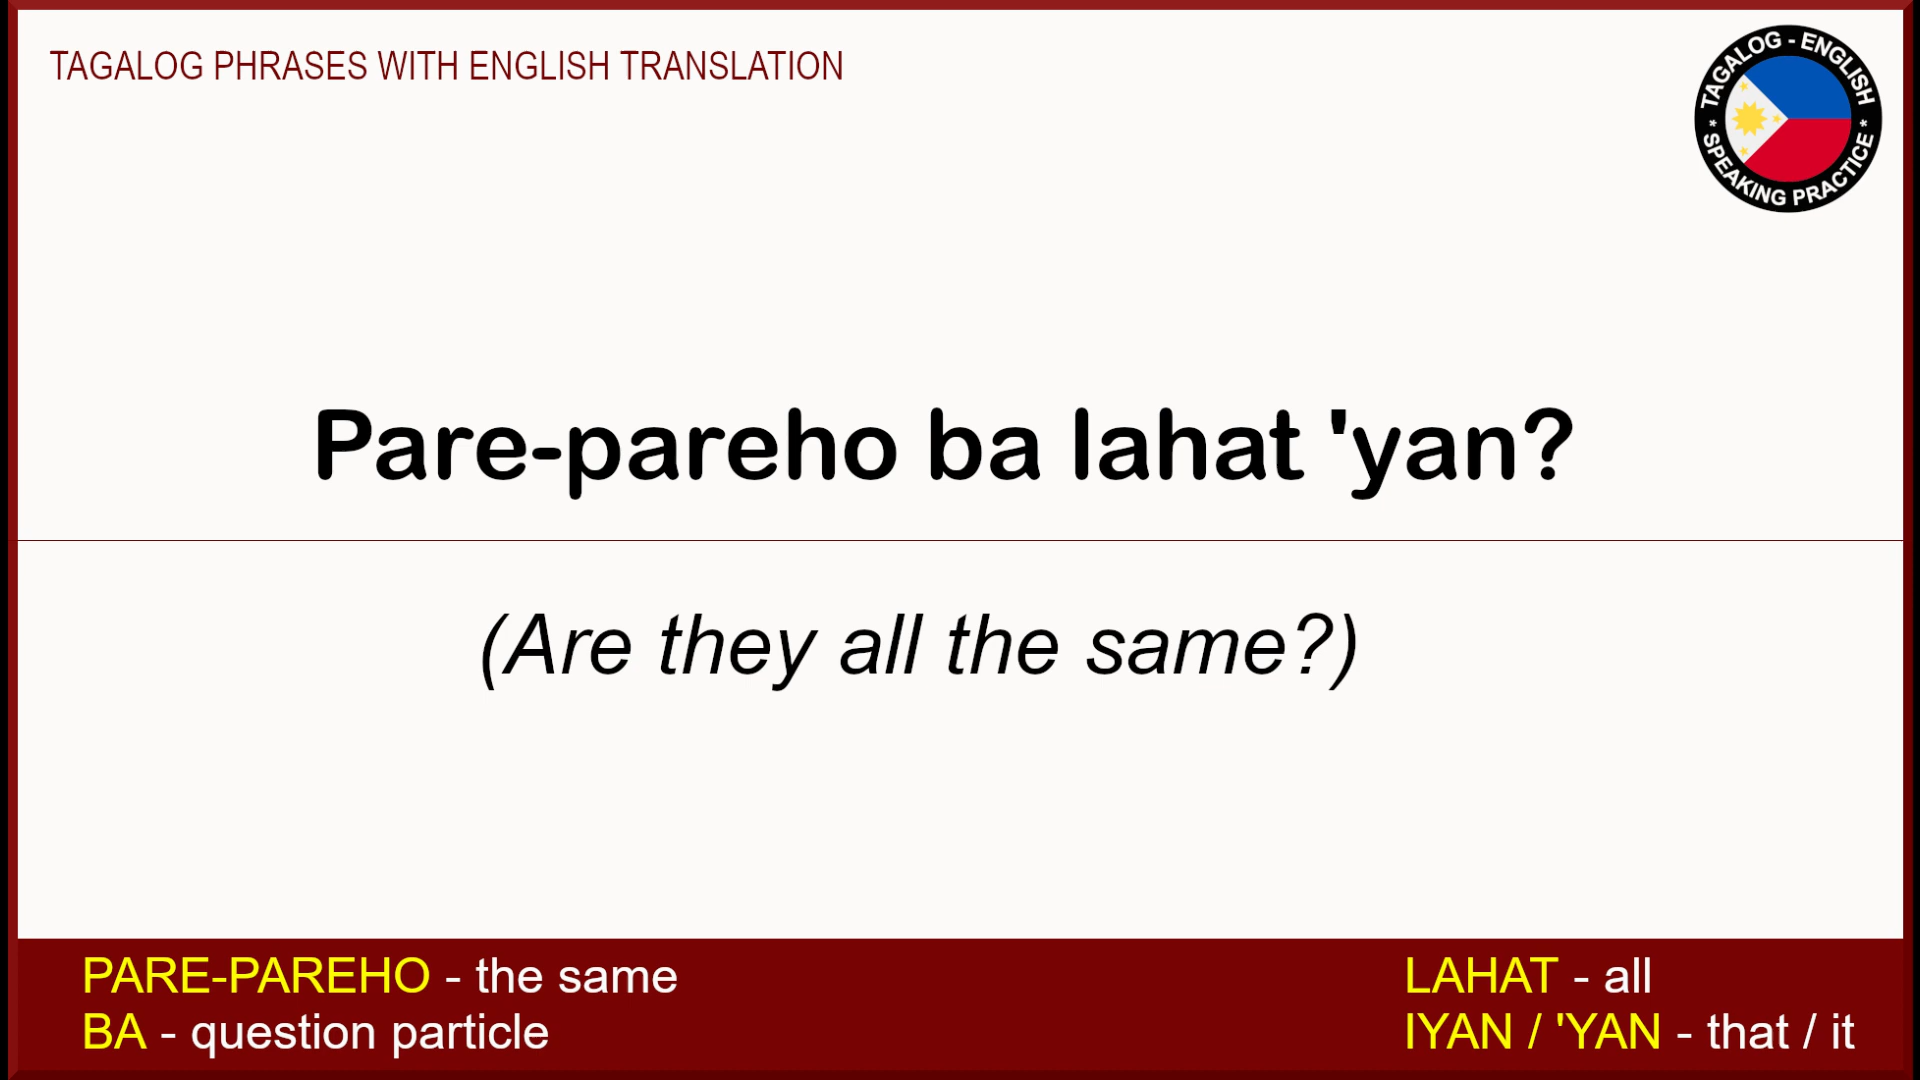 TAGALOG PHRASES WITH ENGLISH TRANSLATION
TAGALOG - ENGLISH
* SPEAKING PRACTICE *
Pare-pareho ba lahat 'yan?
(Are they all the same?)
PARE-PAREHO - the same
BA - question particle
LAHAT - all
IYAN / 'YAN - that / it